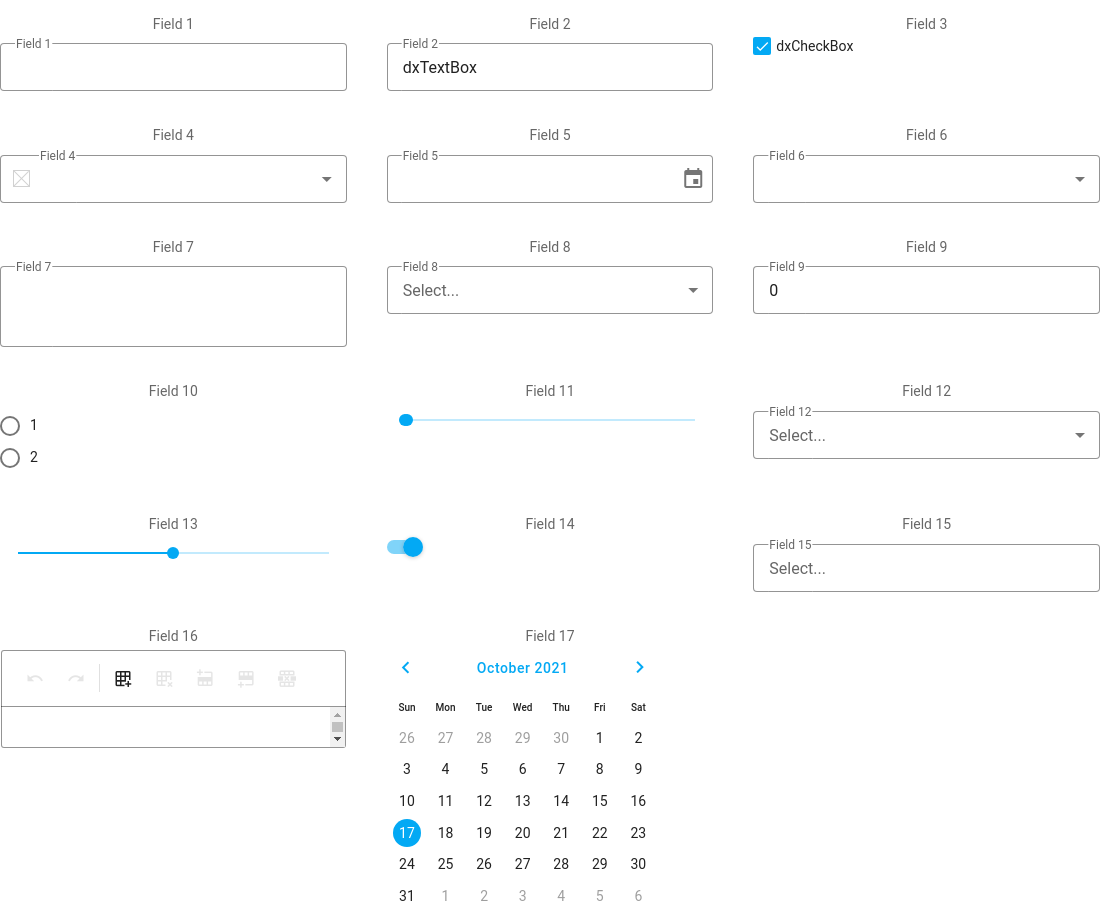 Field 1
Field 2
Field 3
Field 1
Field 2
dxTextBox
dxCheckBox
Field 4
Field 5
Field 6
Field 4
Field 5
Field 6
Field 7
Field 8
Field 9
Field 7
Field 8
Select...
Field 9
0
Field 10
Field 11
Field 12
1
2
Field 12
Select...
Field 13
Field 14
Field 15
Field 15
Select...
Field 16
Field 17
October 2021
Sun Mon Tue Wed Thu Fri Sat
26 27 28 29 30 1 2
3 4 5 6 7 8 9
10 11 12 13 14 15 16
17 18 19 20 21 22 23
24 25 26 27 28 29 30
31 1 2 3 4 5 6